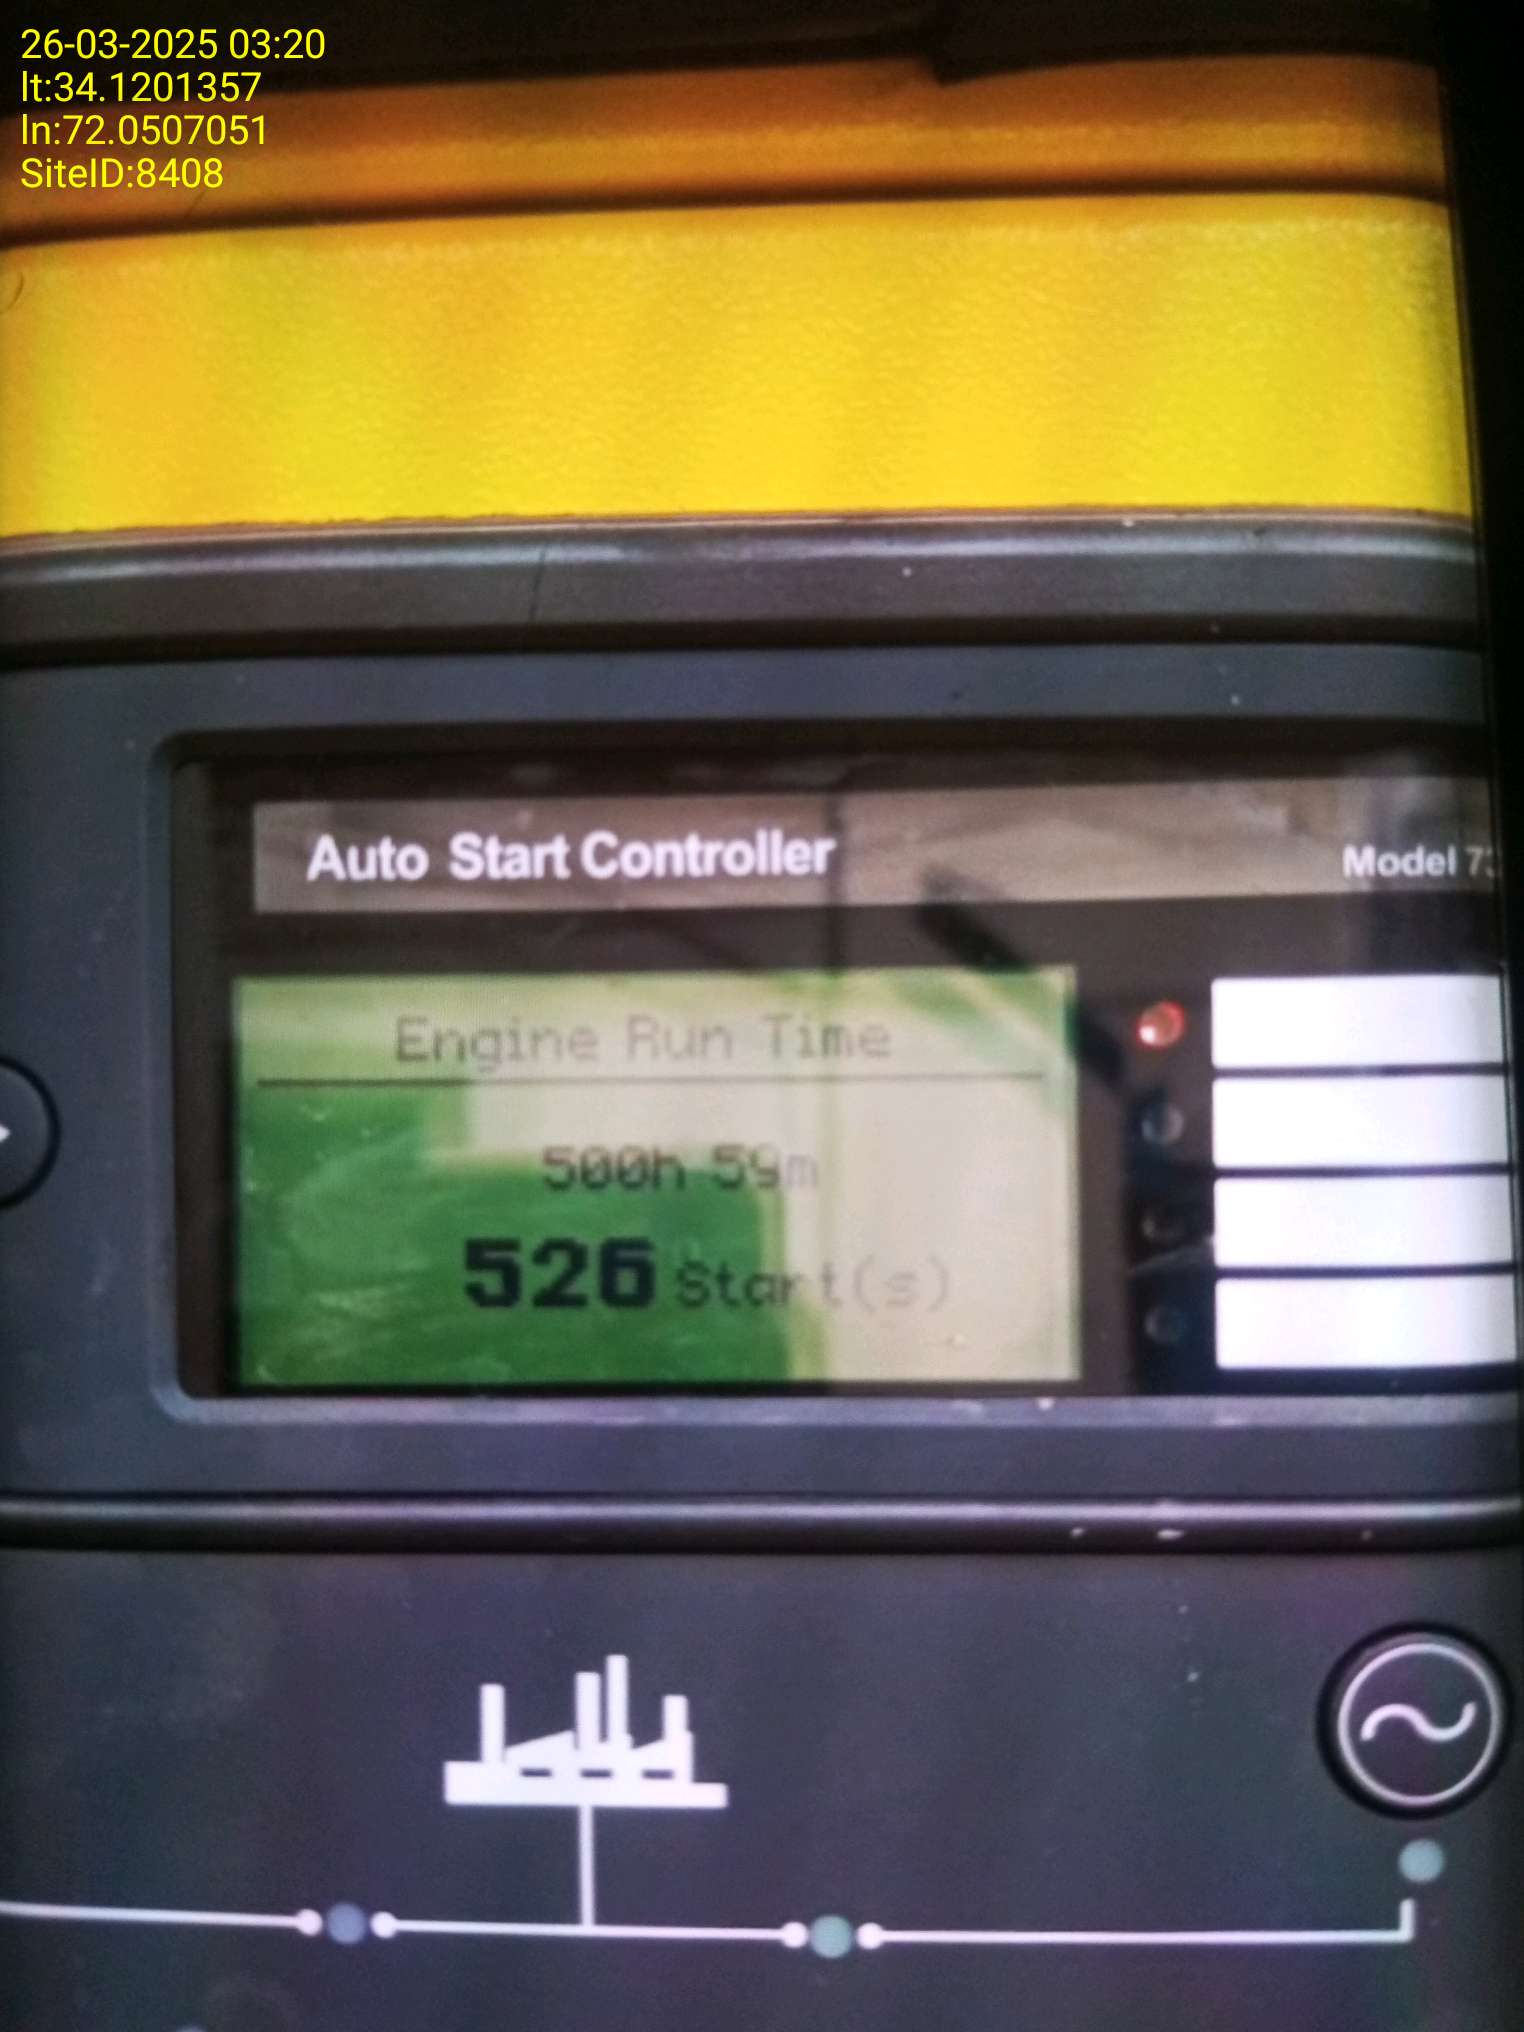 26-03-2025 03:20
lt:34.1201357
ln:72.0507051
SiteID:8408
Auto Start Controller
Model
Engine Run Time
500h 59m
526 Start(s)